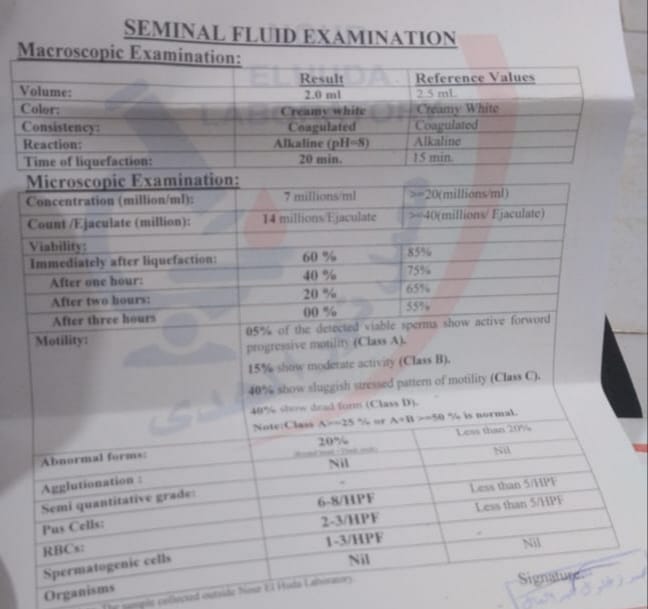 SEMINAL FLUID EXAMINATION
Macroscopic Examination:
Result Reference Values
Volume: 2.0 ml 2.5 mL
Color: Creamy white Creamy White
Consistency: Coagulated Coagulated
Reaction: Alkaline (pH=8) Alkaline
Time of liquefaction: 20 min. 15 min.
Microscopic Examination:
Concentration (million/ml): 7 millions/ml >=20(millions/ml)
Count /Ejaculate (million): 14 millions/Ejaculate >=40(millions/ Ejaculate)
Viability:
Immediately after liquefaction: 60 % 85%
After one hour: 40 % 75%
After two hours: 20 % 65%
After three hours 00 % 55%
Motility: 05% of the detected viable sperms show active forword
progressive motility (Class A).
15% show moderate activity (Class B).
40% show sluggish stressed pattern of motility (Class C).
40% show dead form (Class D).
Note:Class A>=25 % or A+B >=50 % is normal.
Abnormal forms: 20% Less than 20%
Agglutionation : Nil Nil
Semi quantitative grade: -
Pus Cells: 6-8/HPF Less than 5/HPF
RBCs: 2-3/HPF Less than 5/HPF
Spermatogenic cells 1-3/HPF
Organisms Nil Nil
The sample collected outside Nour El Huda Laboratory.
Signature:
ELHUDA
LABORATORY
الهدى